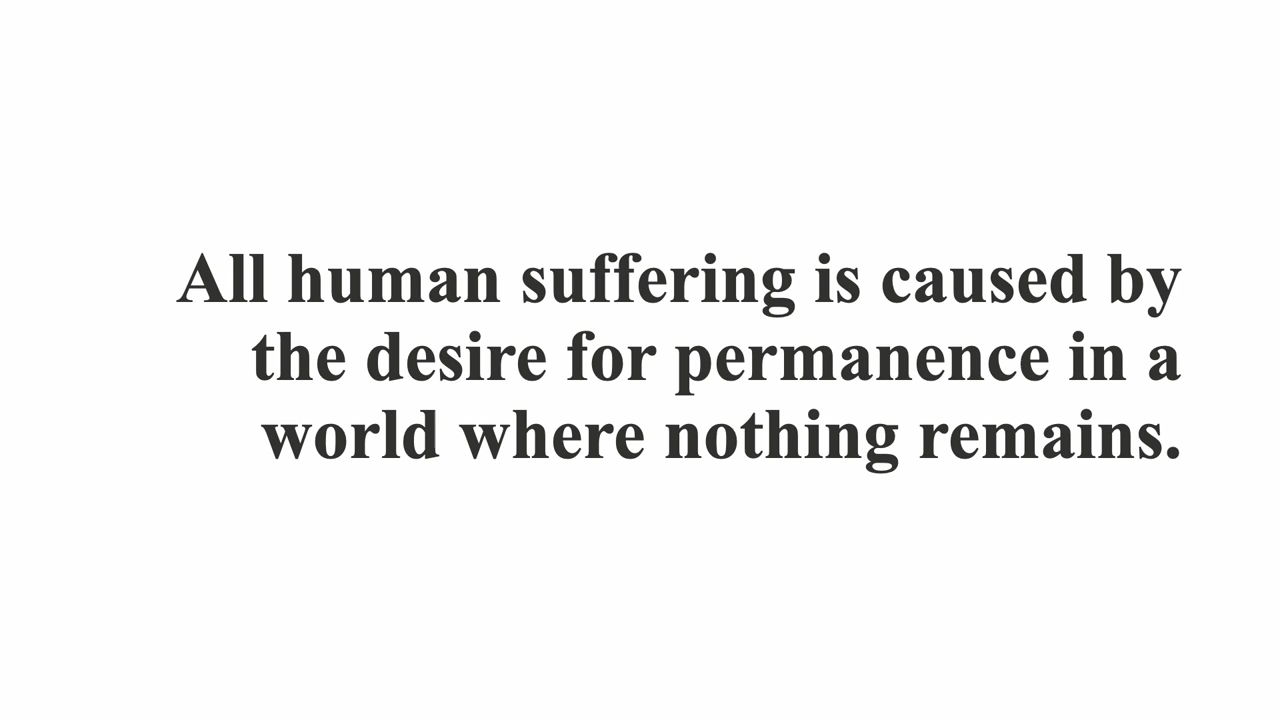 All human suffering is caused by
the desire for permanence in a
world where nothing remains.